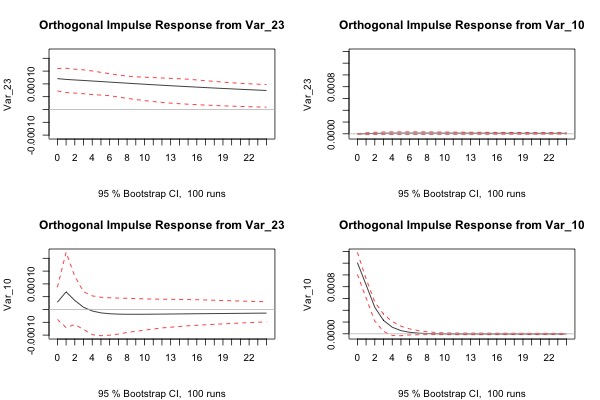 Orthogonal Impulse Response from Var_23
Var_23
-0.00010 0.00010
0 2 4 6 8 10 13 16 19 22
95 % Bootstrap CI, 100 runs
Orthogonal Impulse Response from Var_10
Var_23
0.0000 0.0008
0 2 4 6 8 10 13 16 19 22
95 % Bootstrap CI, 100 runs
Orthogonal Impulse Response from Var_23
Var_10
-0.00010 0.00010
0 2 4 6 8 10 13 16 19 22
95 % Bootstrap CI, 100 runs
Orthogonal Impulse Response from Var_10
Var_10
0.0000 0.0008
0 2 4 6 8 10 13 16 19 22
95 % Bootstrap CI, 100 runs